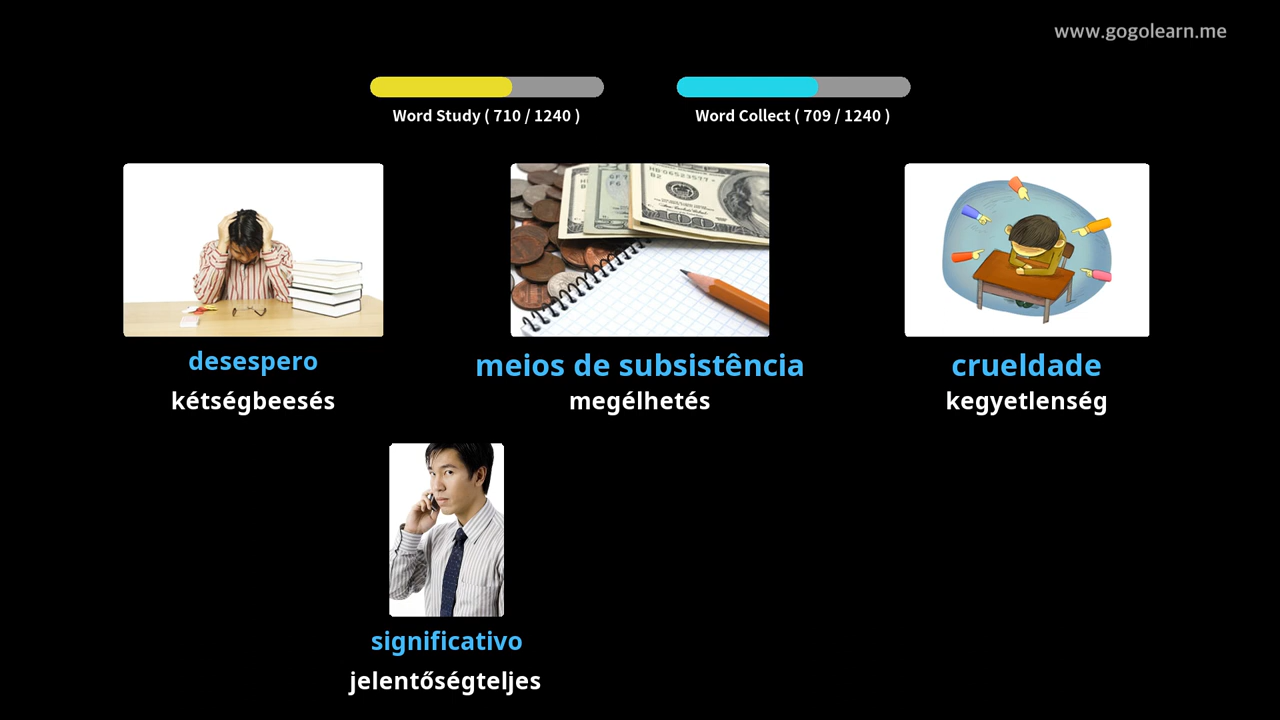 www.gogolearn.me
Word Study ( 710 / 1240 )
Word Collect ( 709 / 1240 )
desespero
kétségbeesés
meios de subsistência
megélhetés
crueldade
kegyetlenség
significativo
jelentőségteljes